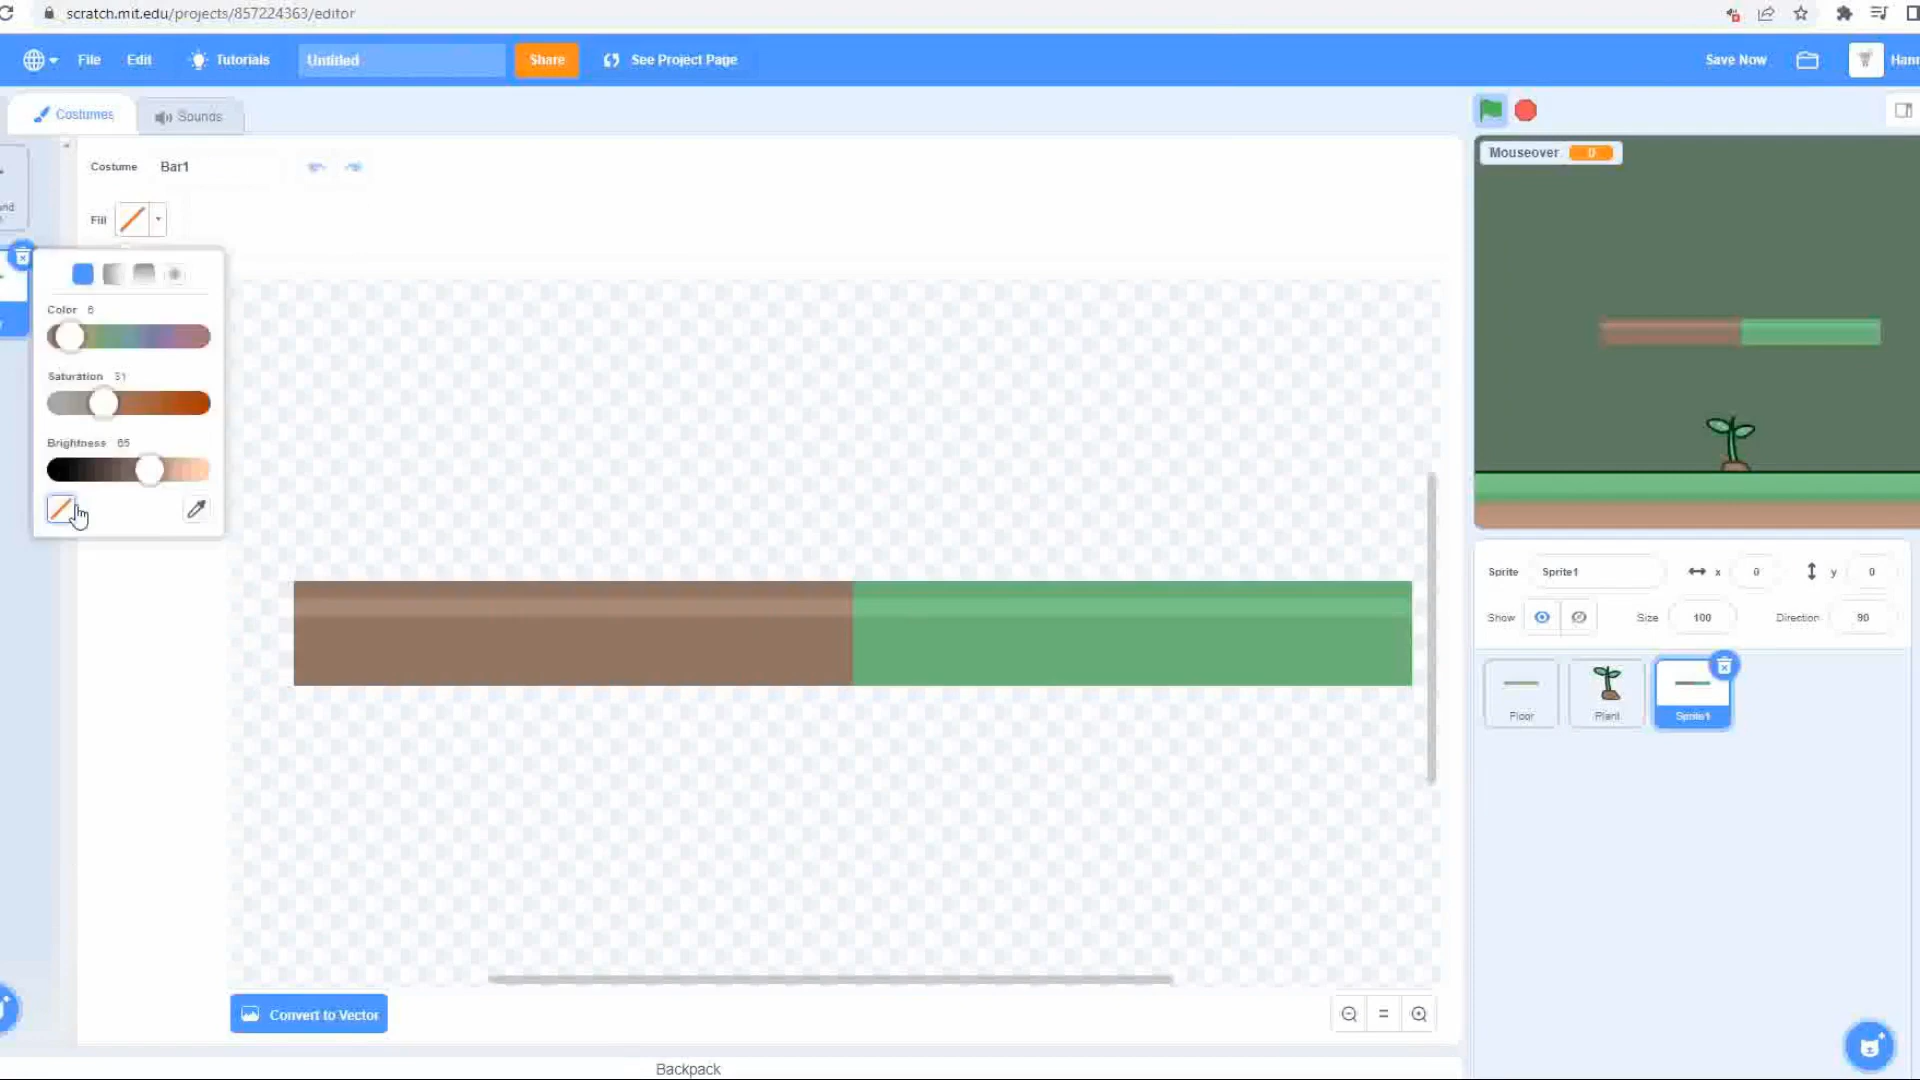 scratch.mit.edu/projects/857224363/editor
File
Edit
Tutorials
Untitled
Share
See Project Page
Save Now
Costumes
Sounds
Costume
Bar1
Fill
Color 6
Saturation 31
Brightness 65
Convert to Vector
Backpack
Mouseover 0
Sprite
Sprite1
x
0
y
0
Show
Size
100
Direction
90
Floor
Plant
Sprite1